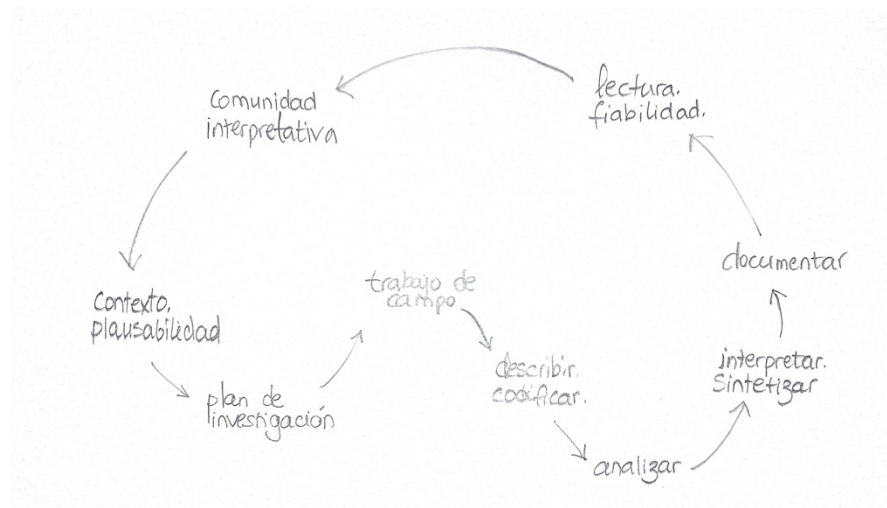 Comunidad
interpretativa
lectura.
fiabilidad.
Contexto,
plausabilidad
plan de
investigación
trabajo de
campo
describir.
codificar.
analizar
interpretar.
Sintetizar
documentar